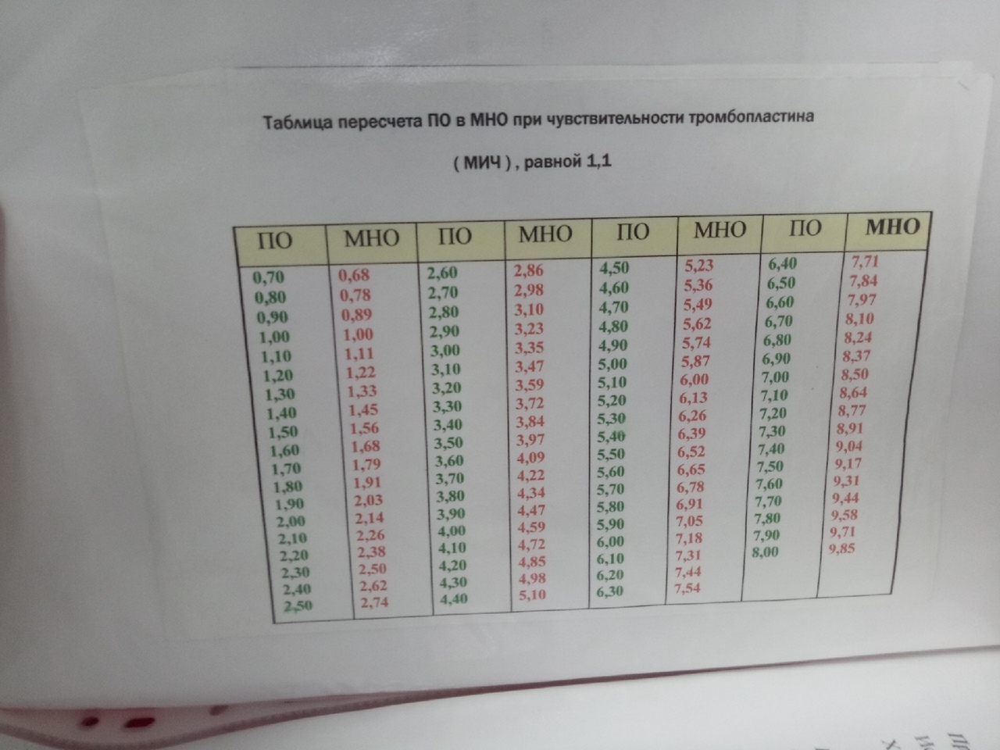 Таблица пересчета ПО в МНО при чувствительности тромбопластина
( МИЧ ) , равной 1,1
ПО МНО ПО МНО ПО МНО ПО МНО
0,70 0,68 2,60 2,86 4,50 5,23 6,40 7,71
0,80 0,78 2,70 2,98 4,60 5,36 6,50 7,84
0,90 0,89 2,80 3,10 4,70 5,49 6,60 7,97
1,00 1,00 2,90 3,23 4,80 5,62 6,70 8,10
1,10 1,11 3,00 3,35 4,90 5,74 6,80 8,24
1,20 1,22 3,10 3,47 5,00 5,87 6,90 8,37
1,30 1,33 3,20 3,59 5,10 6,00 7,00 8,50
1,40 1,45 3,30 3,72 5,20 6,13 7,10 8,64
1,50 1,56 3,40 3,84 5,30 6,26 7,20 8,77
1,60 1,68 3,50 3,97 5,40 6,39 7,30 8,91
1,70 1,79 3,60 4,09 5,50 6,52 7,40 9,04
1,80 1,91 3,70 4,22 5,60 6,65 7,50 9,17
1,90 2,03 3,80 4,34 5,70 6,78 7,60 9,31
2,00 2,14 3,90 4,47 5,80 6,91 7,70 9,44
2,10 2,26 4,00 4,59 5,90 7,05 7,80 9,58
2,20 2,38 4,10 4,72 6,00 7,18 7,90 9,71
2,30 2,50 4,20 4,85 6,10 7,31 8,00 9,85
2,40 2,62 4,30 4,98 6,20 7,44
2,50 2,74 4,40 5,10 6,30 7,54